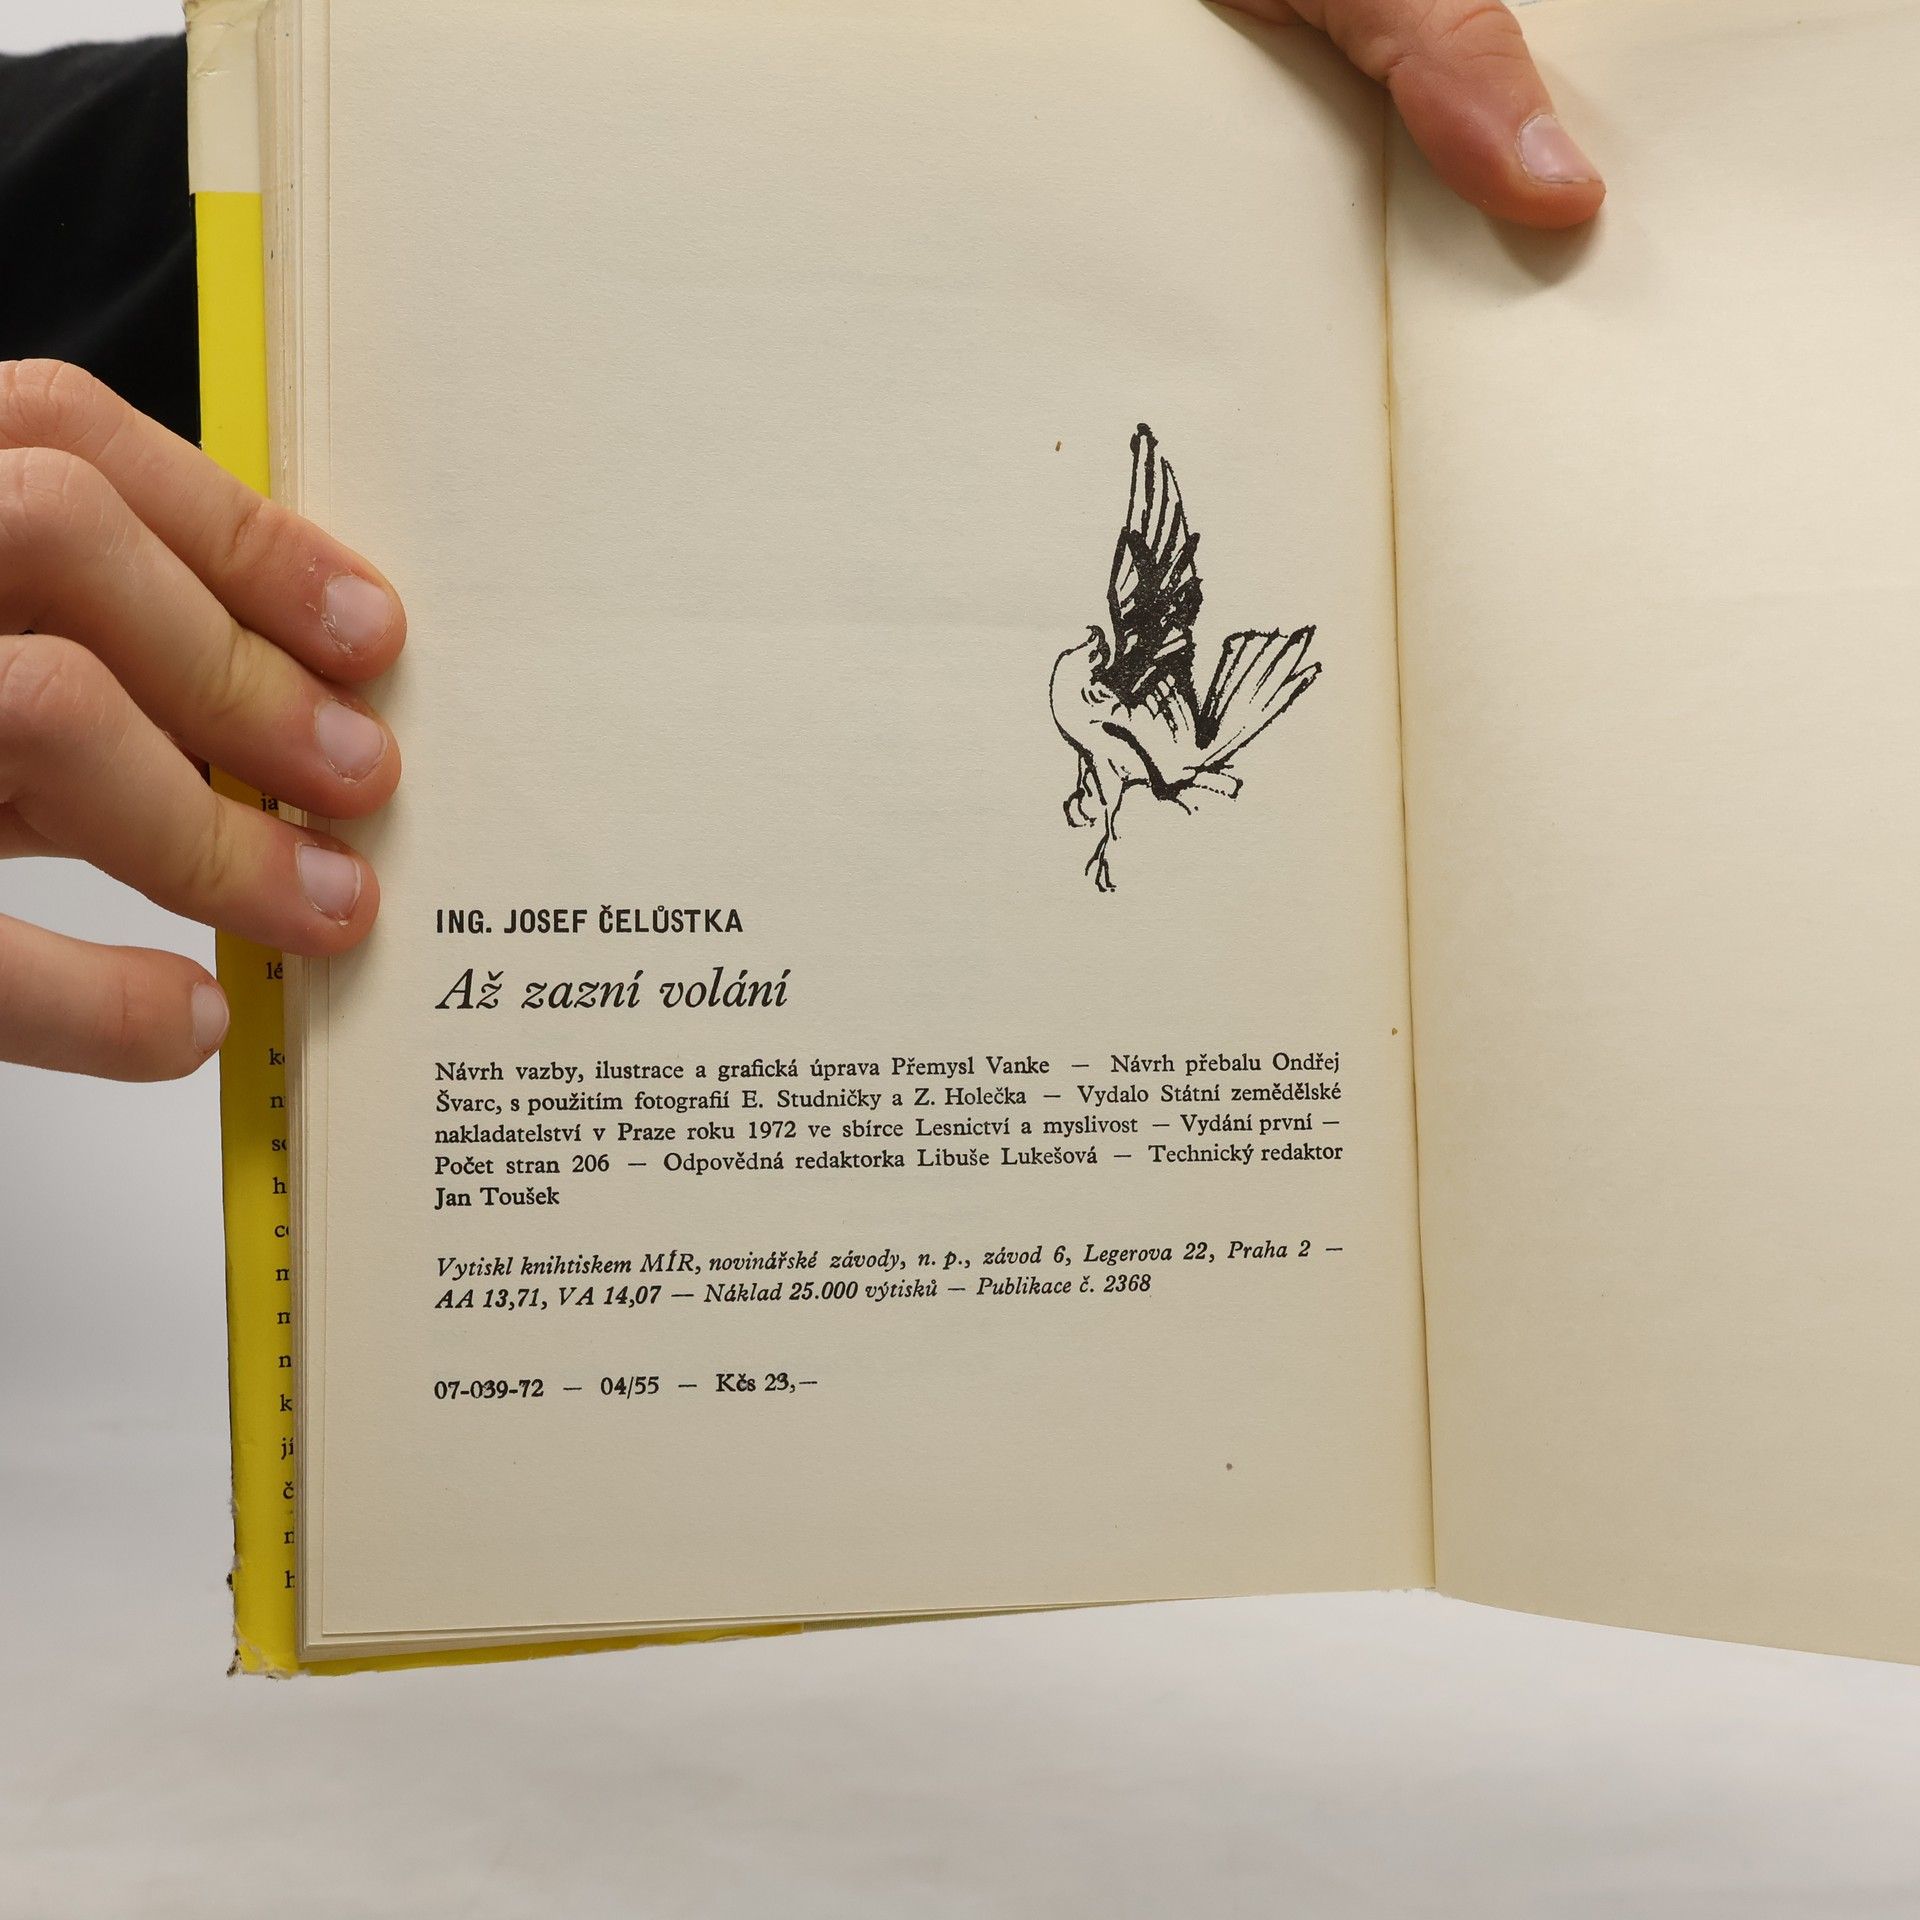 ING. JOSEF ČELŮSTKA
Až zazní volání
Návrh vazby, ilustrace a grafická úprava Přemysl Vanke — Návrh přebalu Ondřej
Švarc, s použitím fotografií E. Studničky a Z. Holečka — Vydalo Státní zemědělské
nakladatelství v Praze roku 1972 ve sbírce Lesnictví a myslivost — Vydání první —
Počet stran 206 — Odpovědná redaktorka Libuše Lukešová — Technický redaktor
Jan Toušek
Vytiskl knihtiskem MÍR, novinářské závody, n. p., závod 6, Legerova 22, Praha 2 —
AA 13,71, VA 14,07 — Náklad 25.000 výtisků — Publikace č. 2368
07-039-72 — 04/55 — Kčs 23,—